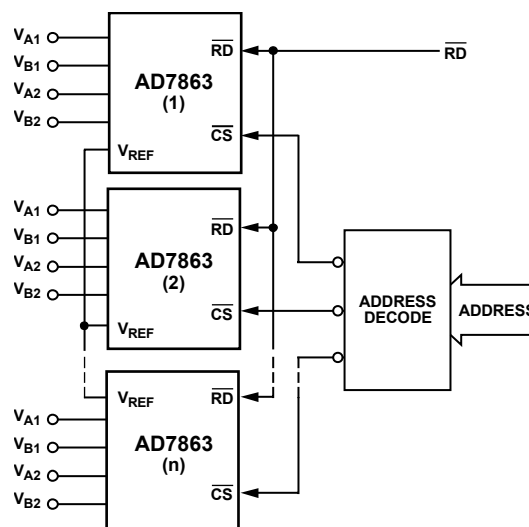 VA1
VB1
VA2
VB2
VREF
AD7863
(1)
RD
CS
RD
VA1
VB1
VA2
VB2
VREF
AD7863
(2)
RD
CS
ADDRESS
DECODE
ADDRESS
VREF
VA1
VB1
VA2
VB2
AD7863
(n)
RD
CS